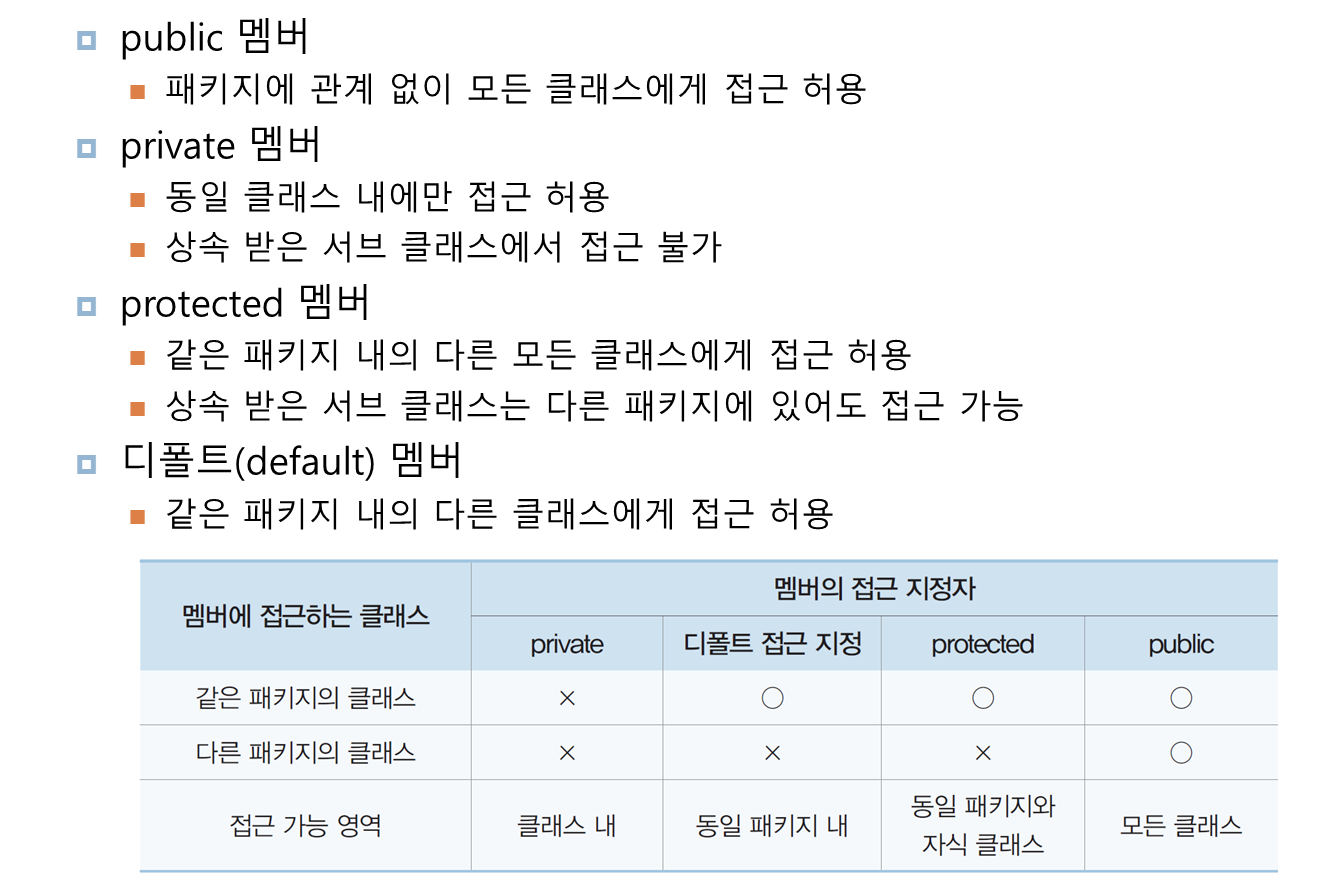 public 멤버
패키지에 관계 없이 모든 클래스에게 접근 허용
private 멤버
동일 클래스 내에만 접근 허용
상속 받은 서브 클래스에서 접근 불가
protected 멤버
같은 패키지 내의 다른 모든 클래스에게 접근 허용
상속 받은 서브 클래스는 다른 패키지에 있어도 접근 가능
디폴트(default) 멤버
같은 패키지 내의 다른 클래스에게 접근 허용
멤버에 접근하는 클래스
멤버의 접근 지정자
private 디폴트 접근 지정 protected public
같은 패키지의 클래스 × ○ ○ ○
다른 패키지의 클래스 × × × ○
접근 가능 영역 클래스 내 동일 패키지 내 동일 패키지와 모든 클래스
자식 클래스